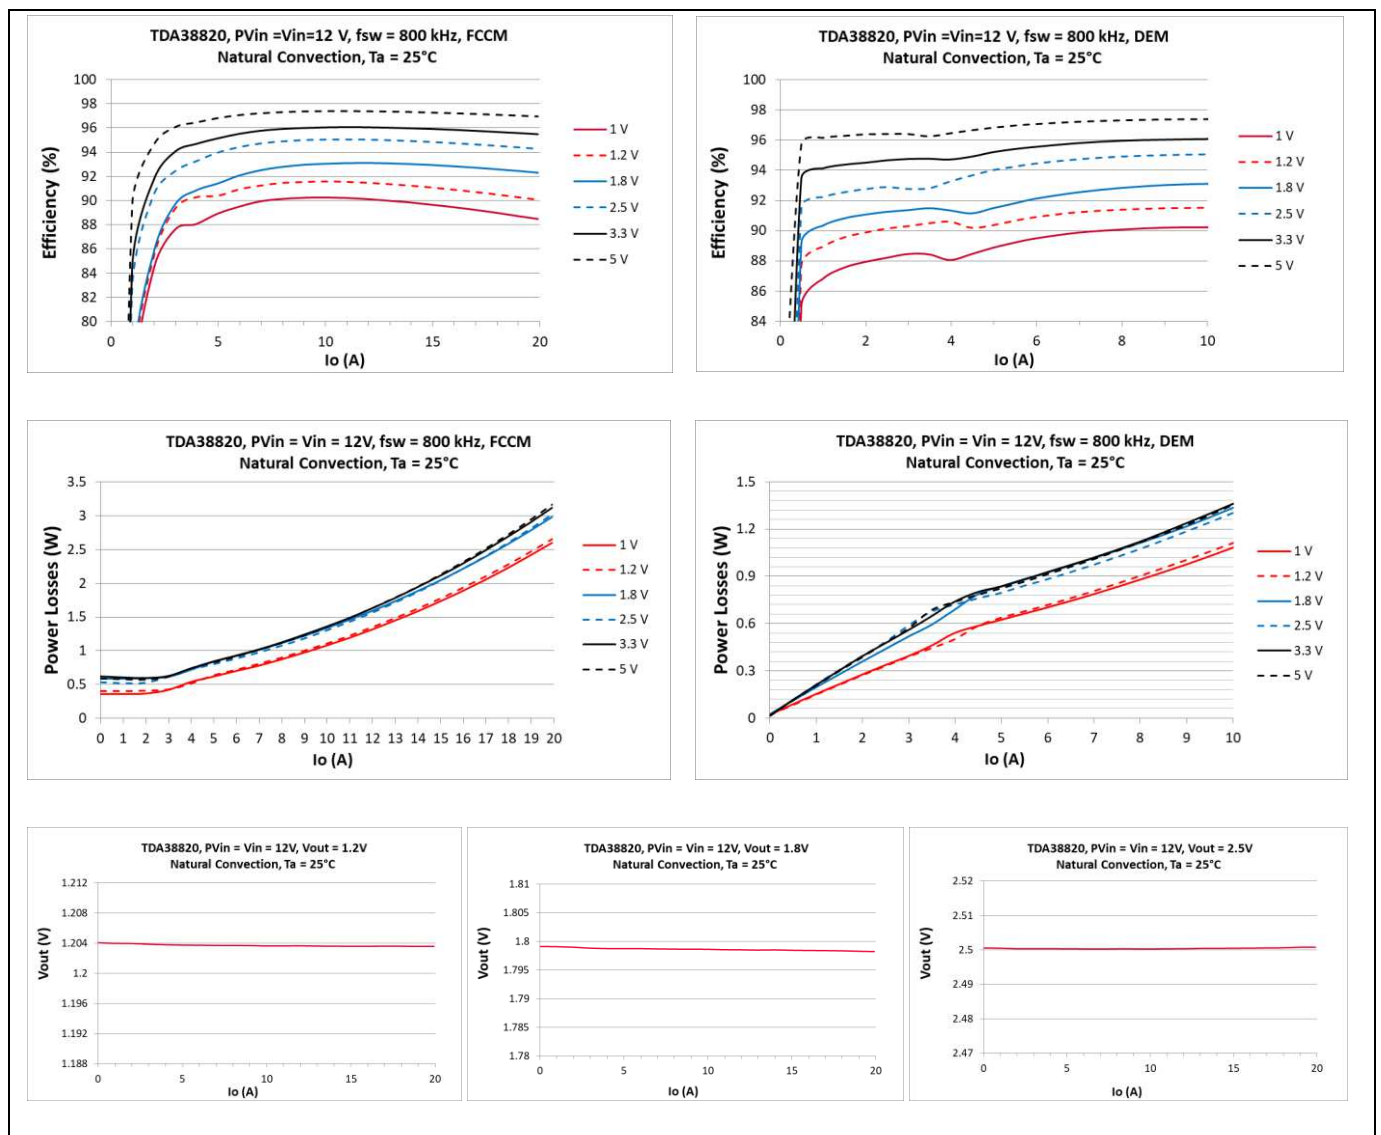 TDA38820, PVin =Vin=12 V, fsw = 800 kHz, FCCM
Natural Convection, Ta = 25°C
Efficiency (%)
100
98
96
94
92
90
88
86
84
82
80
0
5
10
15
20
Io (A)
1 V
1.2 V
1.8 V
2.5 V
3.3 V
5 V
TDA38820, PVin =Vin=12 V, fsw = 800 kHz, DEM
Natural Convection, Ta = 25°C
Efficiency (%)
100
98
96
94
92
90
88
86
84
0
2
4
6
8
10
Io (A)
1 V
1.2 V
1.8 V
2.5 V
3.3 V
5 V
TDA38820, PVin = Vin = 12V, fsw = 800 kHz, FCCM
Natural Convection, Ta = 25°C
Power Losses (W)
3.5
3
2.5
2
1.5
1
0.5
0
0 1 2 3 4 5 6 7 8 9 10 11 12 13 14 15 16 17 18 19 20
Io (A)
1 V
1.2 V
1.8 V
2.5 V
3.3 V
5 V
TDA38820, PVin = Vin = 12V, fsw = 800 kHz, DEM
Natural Convection, Ta = 25°C
Power Losses (W)
1.5
1.2
0.9
0.6
0.3
0
0 1 2 3 4 5 6 7 8 9 10
Io (A)
1 V
1.2 V
1.8 V
2.5 V
3.3 V
5 V
TDA38820, PVin = Vin = 12V, Vout = 1.2V
Natural Convection, Ta = 25°C
Vout (V)
1.212
1.208
1.204
1.2
1.196
1.192
1.188
0 5 10 15 20
Io (A)
TDA38820, PVin = Vin = 12V, Vout = 1.8V
Natural Convection, Ta = 25°C
Vout (V)
1.81
1.805
1.8
1.795
1.79
1.785
1.78
0 5 10 15 20
Io (A)
TDA38820, PVin = Vin = 12V, Vout = 2.5V
Natural Convection, Ta = 25°C
Vout (V)
2.52
2.51
2.5
2.49
2.48
2.47
0 5 10 15 20
Io (A)